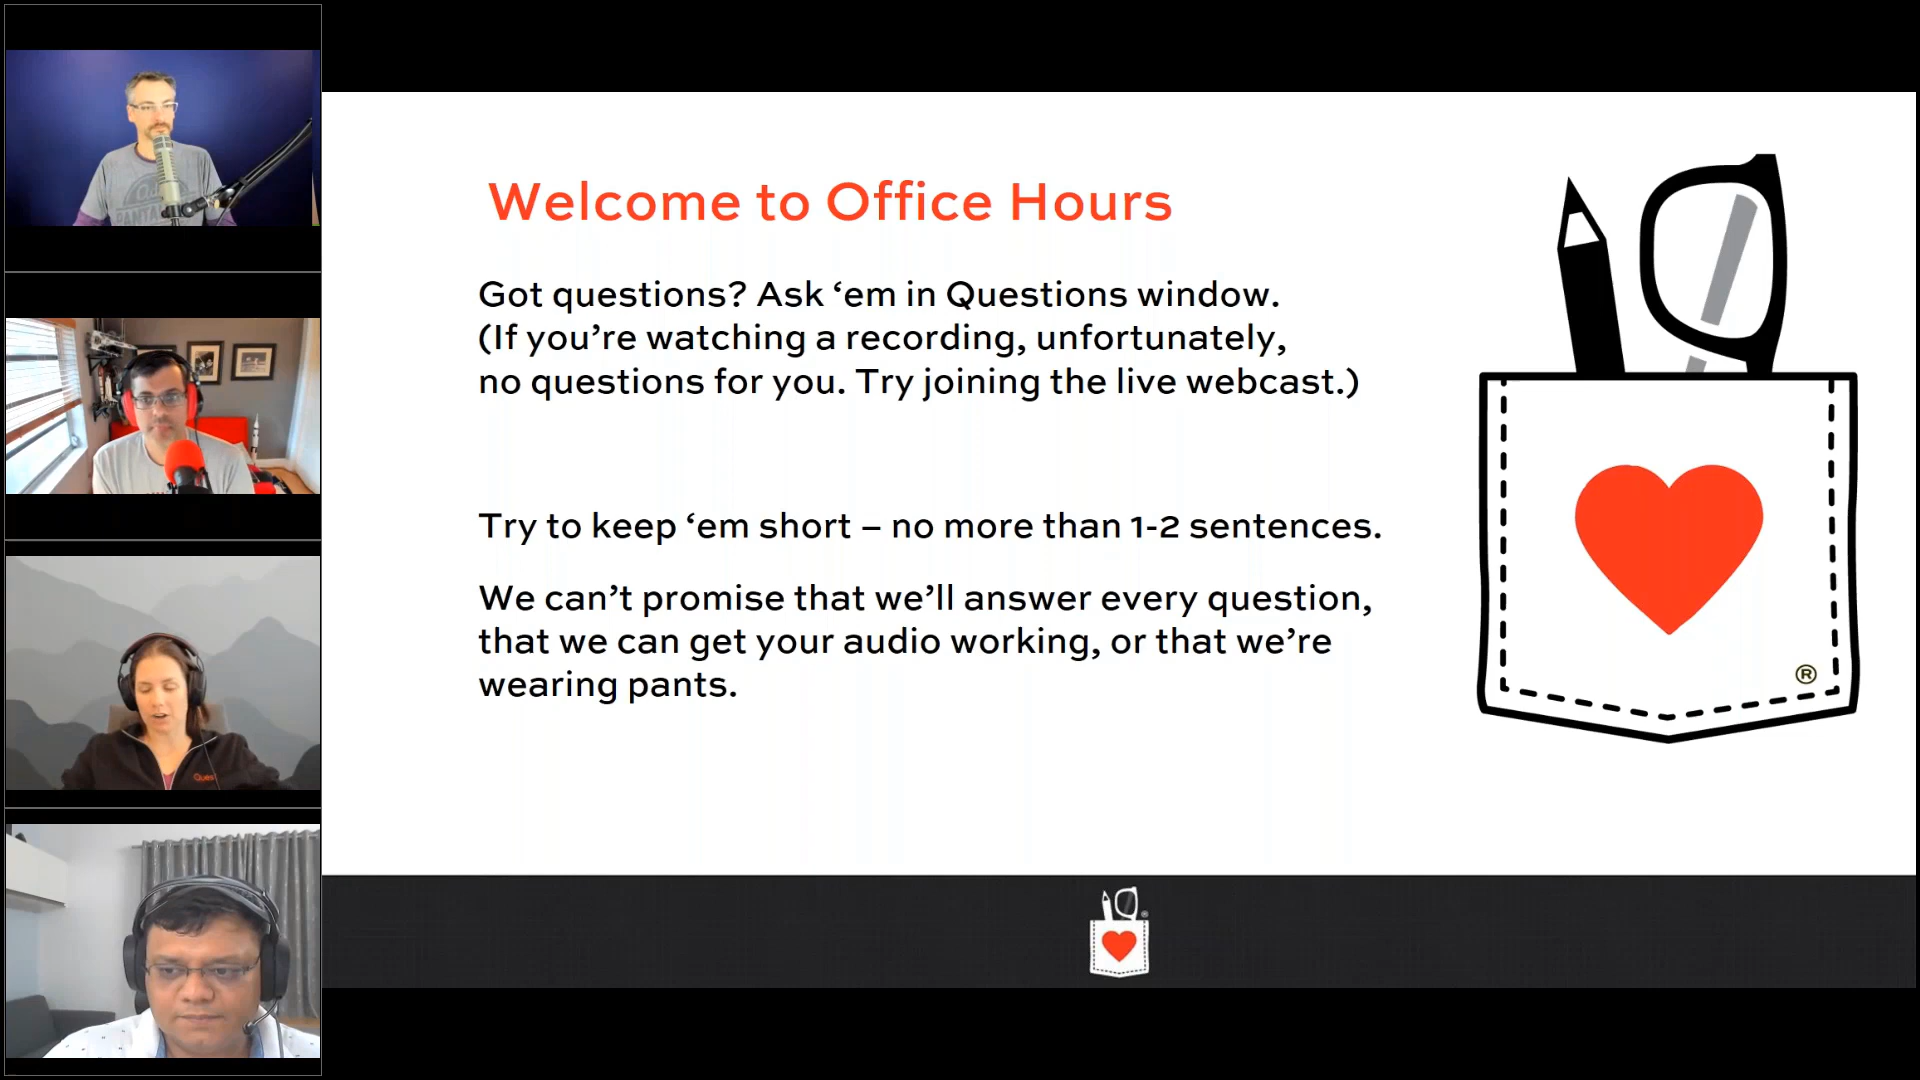 Welcome to Office Hours
Got questions? Ask ‘em in Questions window.
(If you’re watching a recording, unfortunately,
no questions for you. Try joining the live webcast.)
Try to keep ‘em short – no more than 1-2 sentences.
We can’t promise that we’ll answer every question,
that we can get your audio working, or that we’re
wearing pants.
®